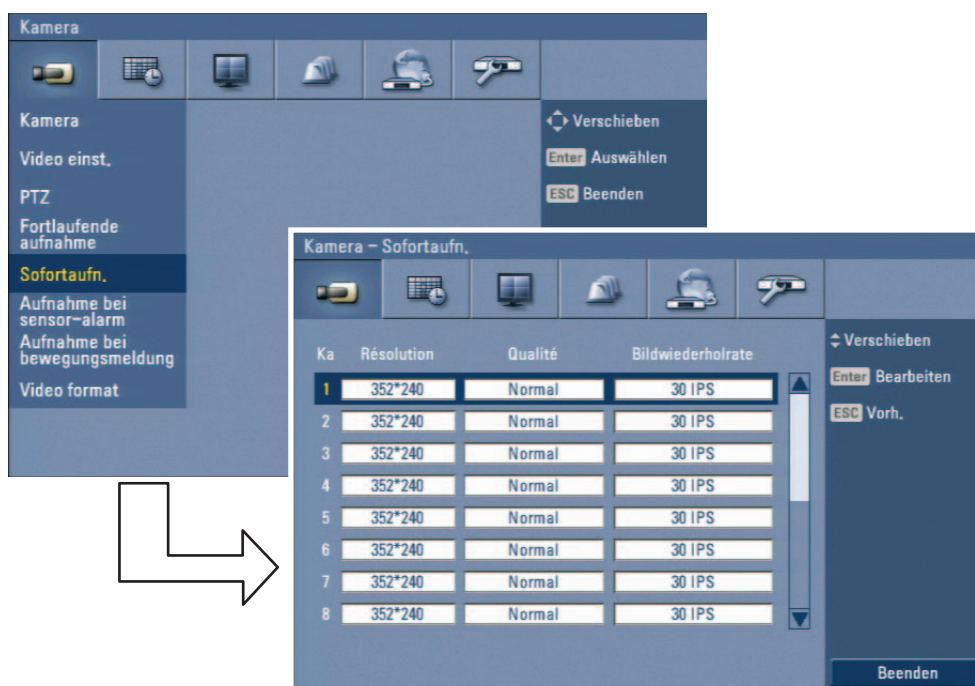 Kamera
Kamera
Video einst.
PTZ
Fortlaufende
aufnahme
Sofortaufn.
Aufnahme bei
sensor-alarm
Aufnahme bei
bewegungsmeldung
Video format
Verschieben
Enter Auswählen
ESC Beenden
Kamera – Sofortaufn.
Ka Résolution Qualité Bildwiederholrate
1 352*240 Normal 30 IPS
2 352*240 Normal 30 IPS
3 352*240 Normal 30 IPS
4 352*240 Normal 30 IPS
5 352*240 Normal 30 IPS
6 352*240 Normal 30 IPS
7 352*240 Normal 30 IPS
8 352*240 Normal 30 IPS
Verschieben
Enter Bearbeiten
ESC Vorh.
Beenden